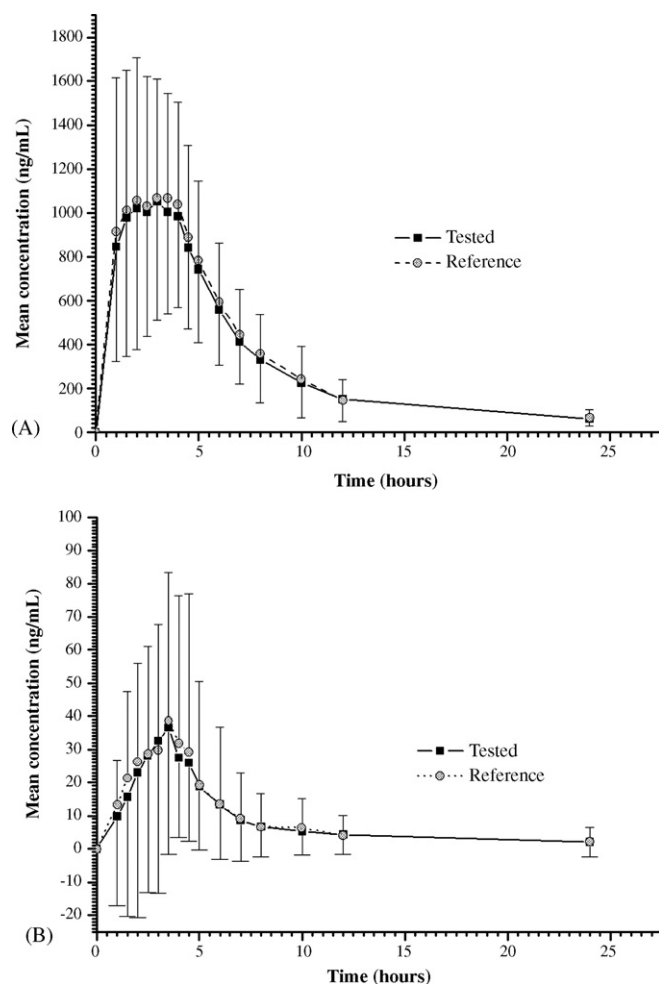 1800
1600
1400
1200
1000
800
600
400
200
0
Mean concentration (ng/mL)
Tested
Reference
(A)
0 5 10 15 20 25
Time (hours)
100
90
80
70
60
50
40
30
20
10
0
-10
-20
Mean concentration (ng/mL)
Tested
Reference
(B)
0 5 10 15 20 25
Time (hours)